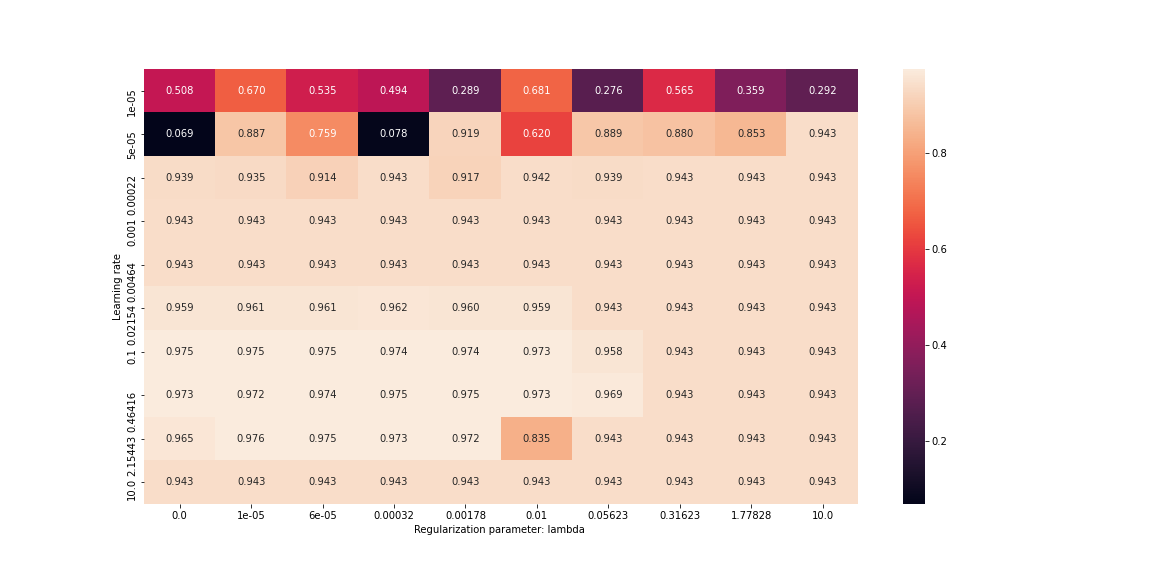 1e-05 0.508 0.670 0.535 0.494 0.289 0.681 0.276 0.565 0.359 0.292
5e-05 0.069 0.887 0.759 0.078 0.919 0.620 0.889 0.880 0.853 0.943
0.00022 0.939 0.935 0.914 0.943 0.917 0.942 0.939 0.943 0.943 0.943
0.001 0.943 0.943 0.943 0.943 0.943 0.943 0.943 0.943 0.943 0.943
0.00464 0.943 0.943 0.943 0.943 0.943 0.943 0.943 0.943 0.943 0.943
0.02154 0.959 0.961 0.961 0.962 0.960 0.959 0.943 0.943 0.943 0.943
0.1 0.975 0.975 0.975 0.974 0.974 0.973 0.958 0.943 0.943 0.943
0.46416 0.973 0.972 0.974 0.975 0.975 0.973 0.969 0.943 0.943 0.943
2.15443 0.965 0.976 0.975 0.973 0.972 0.835 0.943 0.943 0.943 0.943
10.0 0.943 0.943 0.943 0.943 0.943 0.943 0.943 0.943 0.943 0.943
0.0 1e-05 6e-05 0.00032 0.00178 0.01 0.05623 0.31623 1.77828 10.0
Regularization parameter: lambda
Learning rate
0.8
0.6
0.4
0.2